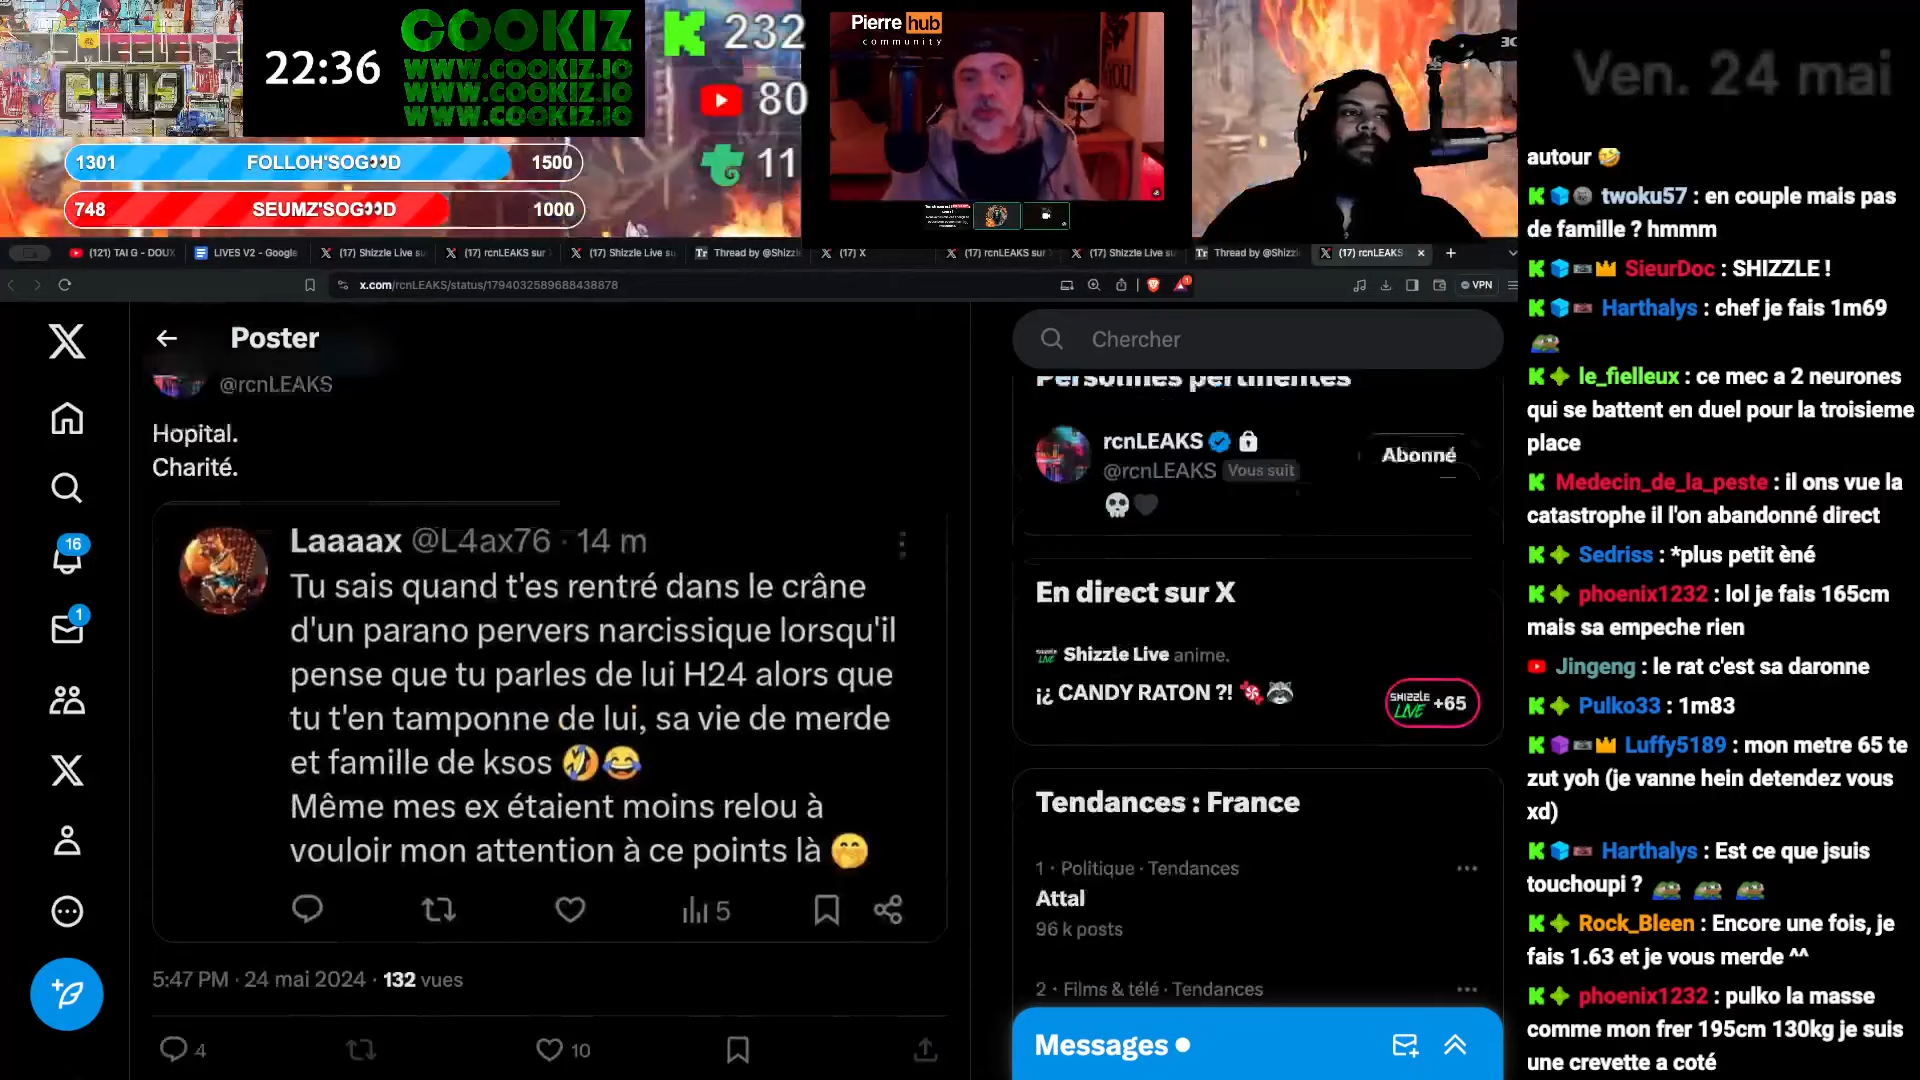 22:36
COOKIZ
WWW.COOKIZ.IO
WWW.COOKIZ.IO
WWW.COOKIZ.IO
232
80
11
1301 FOLLOH'SOG👀D 1500
748 SEUMZ'SOG👀D 1000
Pierre hub
community
Ven. 24 mai
(121) TAI G - DOUX
LIVES V2 - Google
(17) Shizzle Live su
(17) rcnLEAKS sur
(17) Shizzle Live su
Thread by @Shizzl
(17) X
(17) rcnLEAKS sur
(17) Shizzle Live su
Thread by @Shizzl
(17) rcnLEAKS
x.com/rcnLEAKS/status/1794032589688438878
VPN
Poster
@rcnLEAKS
Hopital.
Charité.
Laaaax @L4ax76 · 14 m
Tu sais quand t'es rentré dans le crâne
d'un parano pervers narcissique lorsqu'il
pense que tu parles de lui H24 alors que
tu t'en tamponne de lui, sa vie de merde
et famille de ksos 🤣😂
Même mes ex étaient moins relou à
vouloir mon attention à ce points là 🤭
5
5:47 PM · 24 mai 2024 · 132 vues
4
10
16
1
Chercher
Personnes pertinentes
rcnLEAKS
@rcnLEAKS Vous suit
Abonné
💀🖤
En direct sur X
Shizzle Live anime.
¡¿ CANDY RATON ?! 🍬🦝
SHIZZLE LIVE +65
Tendances : France
1 · Politique · Tendances
Attal
96 k posts
2 · Films & télé · Tendances
Messages
autour 🤣
twoku57 : en couple mais pas
de famille ? hmmm
SieurDoc : SHIZZLE !
Harthalys : chef je fais 1m69
le_fielleux : ce mec a 2 neurones
qui se battent en duel pour la troisieme
place
Medecin_de_la_peste : il ons vue la
catastrophe il l'on abandonné direct
Sedriss : *plus petit èné
phoenix1232 : lol je fais 165cm
mais sa empeche rien
Jingeng : le rat c'est sa daronne
Pulko33 : 1m83
Luffy5189 : mon metre 65 te
zut yoh (je vanne hein detendez vous
xd)
Harthalys : Est ce que jsuis
touchoupi ?
Rock_Bleen : Encore une fois, je
fais 1.63 et je vous merde ^^
phoenix1232 : pulko la masse
comme mon frer 195cm 130kg je suis
une crevette a coté